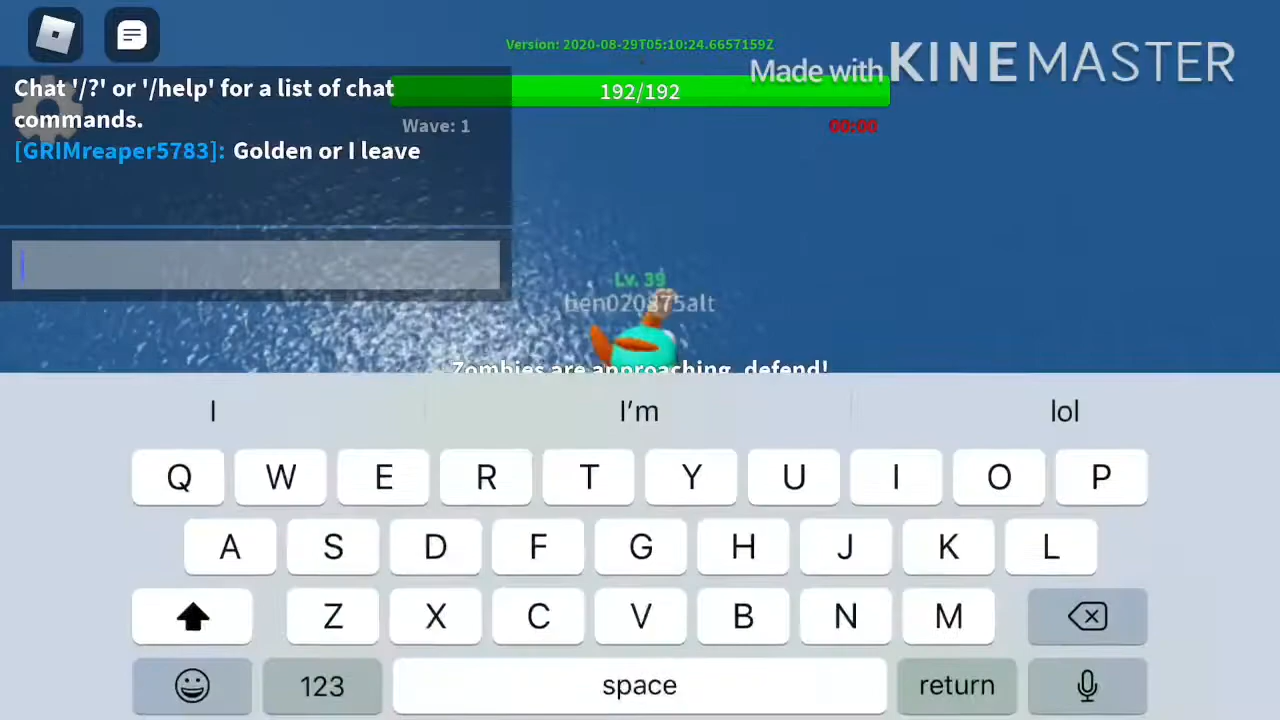 Version: 2020-08-29T05:10:24.6657159Z
Made with KINEMASTER
Chat '/?' or '/help' for a list of chat
commands.
192/192
Wave: 1
00:00
[GRIMreaper5783]: Golden or I leave
Lv. 39
ben020875alt
Zombies are approaching, defend!
I I'm lol
Q W E R T Y U I O P
A S D F G H J K L
Z X C V B N M
123 space return